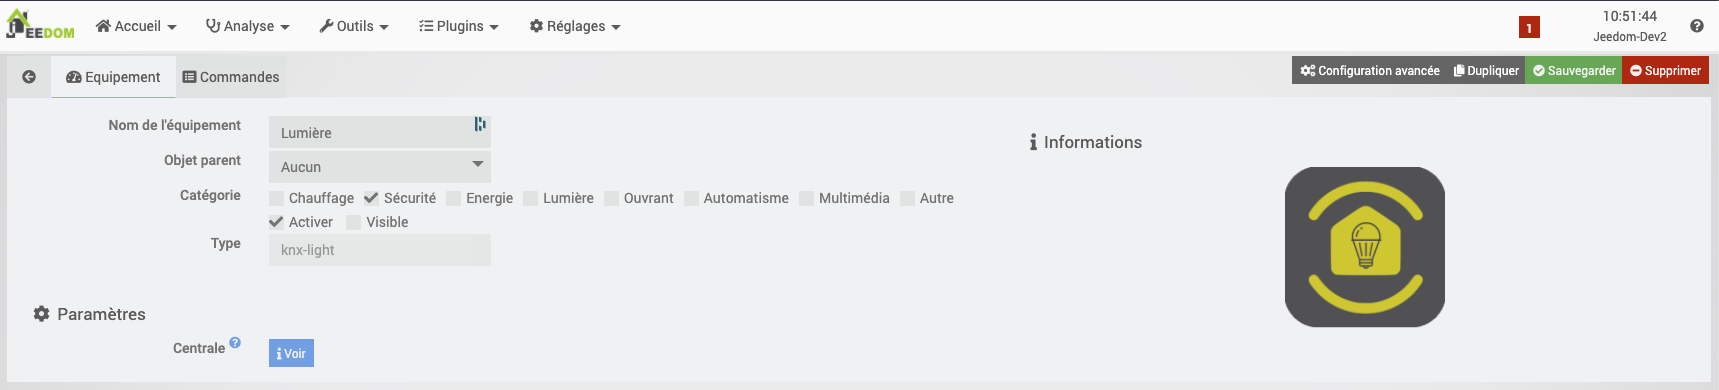 JEEDOM Accueil Analyse Outils Plugins Réglages 1 10:51:44
Jeedom-Dev2
Equipement Commandes Configuration avancée Dupliquer Sauvegarder Supprimer
Nom de l'équipement Lumière
Informations
Objet parent Aucun
Catégorie Chauffage Sécurité Energie Lumière Ouvrant Automatisme Multimédia Autre
Activer Visible
Type knx-light
Paramètres
Centrale ? Voir